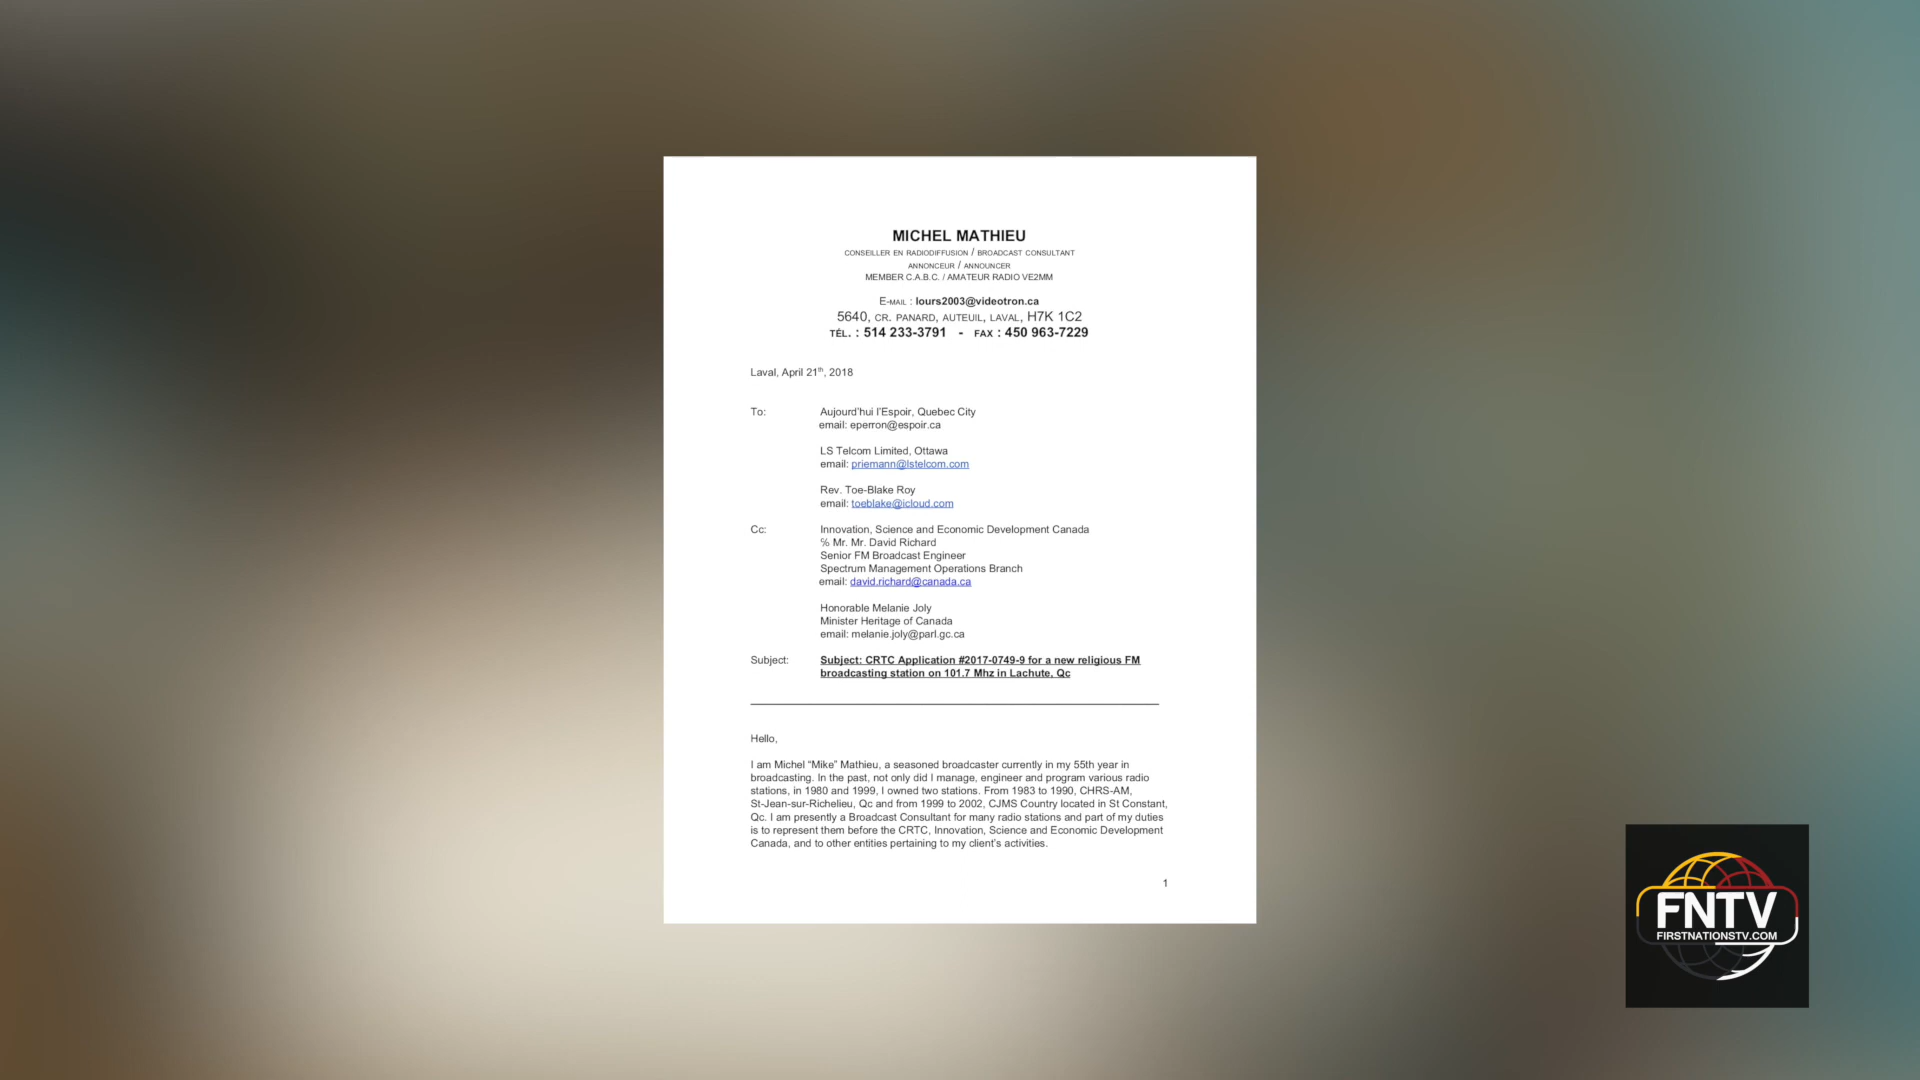 MICHEL MATHIEU
CONSEILLER EN RADIODIFFUSION / BROADCAST CONSULTANT
ANNONCEUR / ANNOUNCER
MEMBER C.A.B.C. / AMATEUR RADIO VE2MM
E-MAIL : lours2003@videotron.ca
5640, CR. PANARD, AUTEUIL, LAVAL, H7K 1C2
TÉL. : 514 233-3791 - FAX : 450 963-7229
Laval, April 21th, 2018
To: Aujourd'hui l'Espoir, Quebec City
email: eperron@espoir.ca
LS Telcom Limited, Ottawa
email: priemann@lstelcom.com
Rev. Toe-Blake Roy
email: toeblake@icloud.com
Cc: Innovation, Science and Economic Development Canada
℅ Mr. Mr. David Richard
Senior FM Broadcast Engineer
Spectrum Management Operations Branch
email: david.richard@canada.ca
Honorable Melanie Joly
Minister Heritage of Canada
email: melanie.joly@parl.gc.ca
Subject: Subject: CRTC Application #2017-0749-9 for a new religious FM
broadcasting station on 101.7 Mhz in Lachute, Qc
Hello,
I am Michel “Mike” Mathieu, a seasoned broadcaster currently in my 55th year in
broadcasting. In the past, not only did I manage, engineer and program various radio
stations, in 1980 and 1999, I owned two stations. From 1983 to 1990, CHRS-AM,
St-Jean-sur-Richelieu, Qc and from 1999 to 2002, CJMS Country located in St Constant,
Qc. I am presently a Broadcast Consultant for many radio stations and part of my duties
is to represent them before the CRTC, Innovation, Science and Economic Development
Canada, and to other entities pertaining to my client's activities.
1
FNTV
FIRSTNATIONSTV.COM